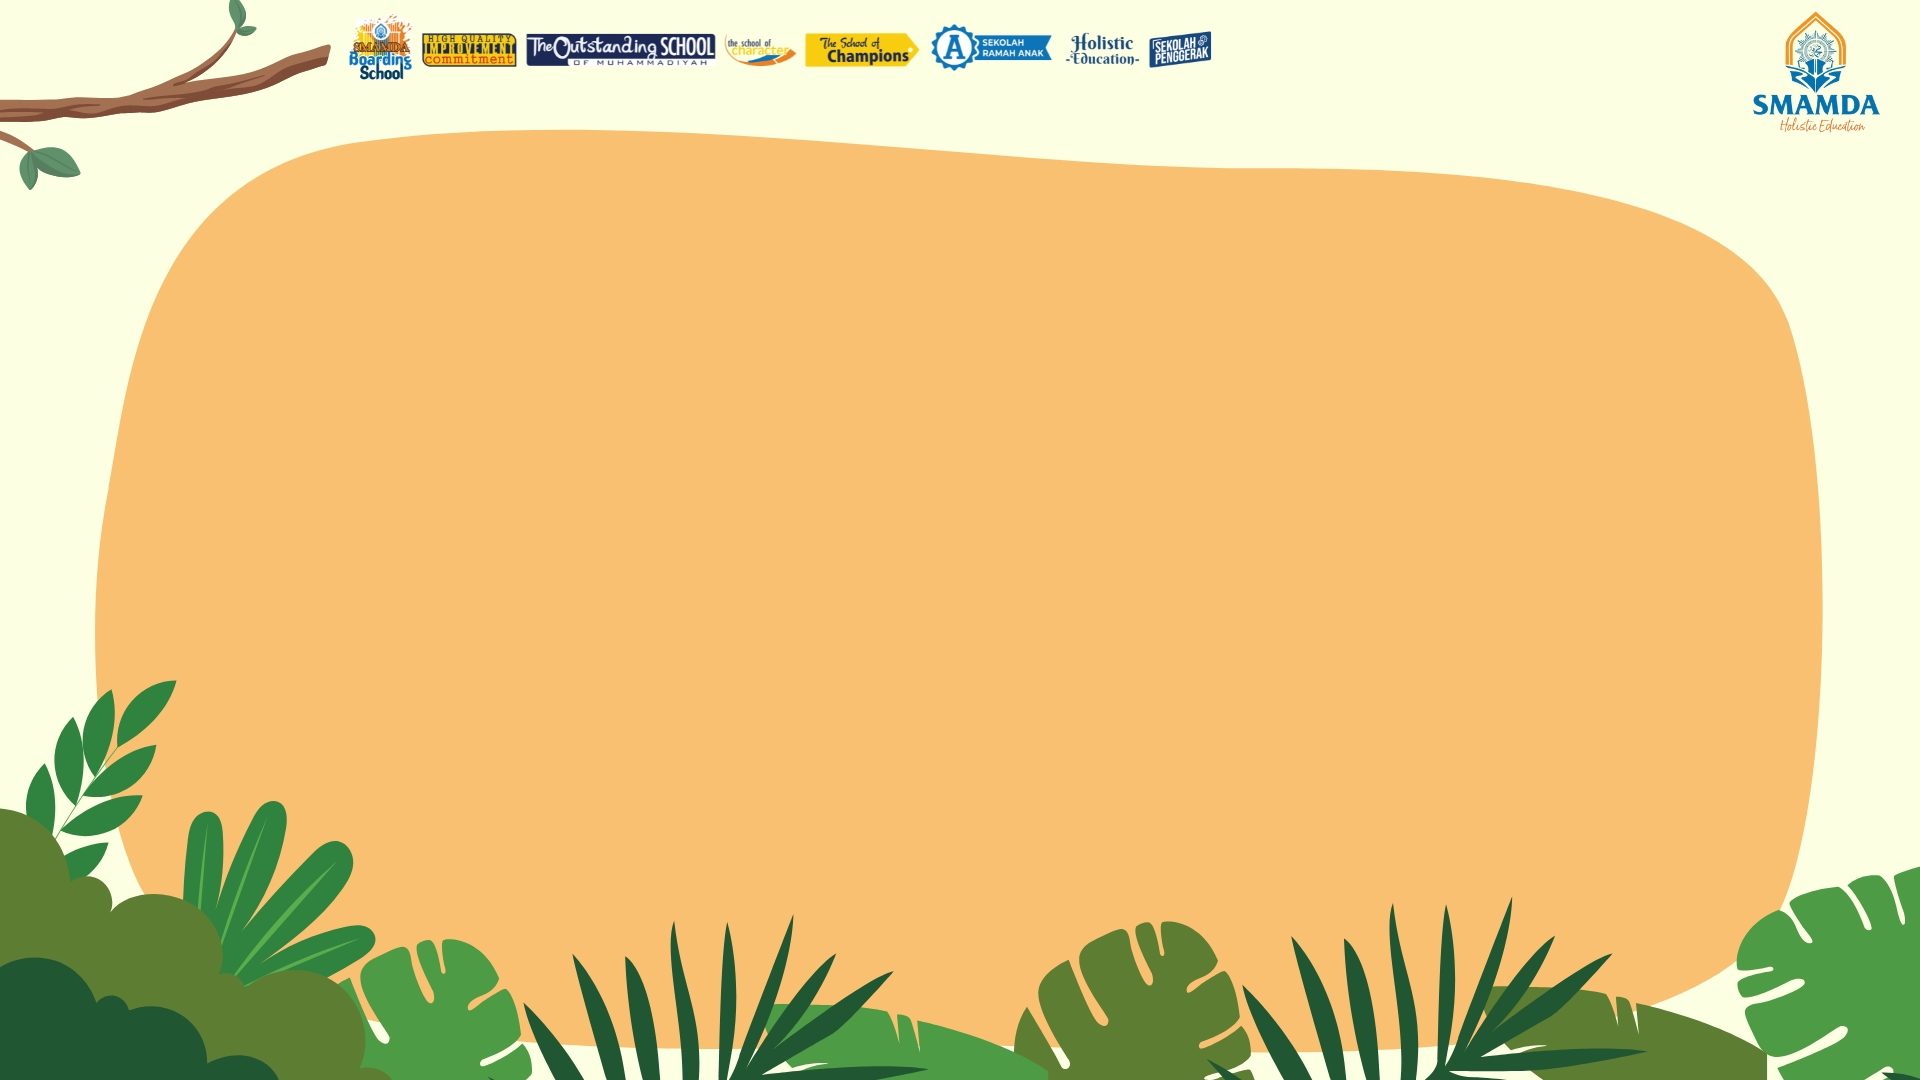 SMAMDA
Boarding
School
HIGH QUALITY
IMPROVEMENT
commitment
The Outstanding SCHOOL
OF MUHAMMADIYAH
the school of
character
The School of
Champions
A
SEKOLAH
RAMAH ANAK
Holistic
-Education-
SEKOLAH
PENGGERAK
SMAMDA
Holistic Education